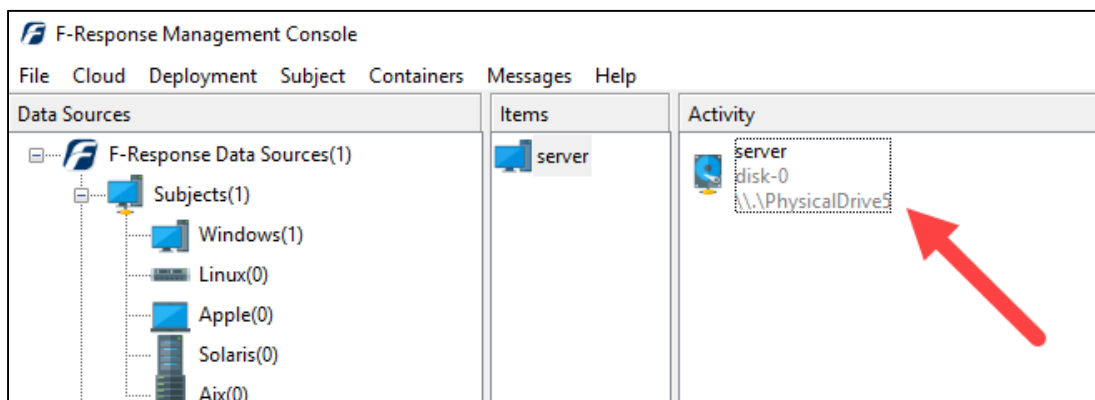 F-Response Management Console
File Cloud Deployment Subject Containers Messages Help
Data Sources
Items
Activity
F-Response Data Sources(1)
Subjects(1)
Windows(1)
Linux(0)
Apple(0)
Solaris(0)
Aix(0)
server
server
disk-0
\\.\PhysicalDrive5